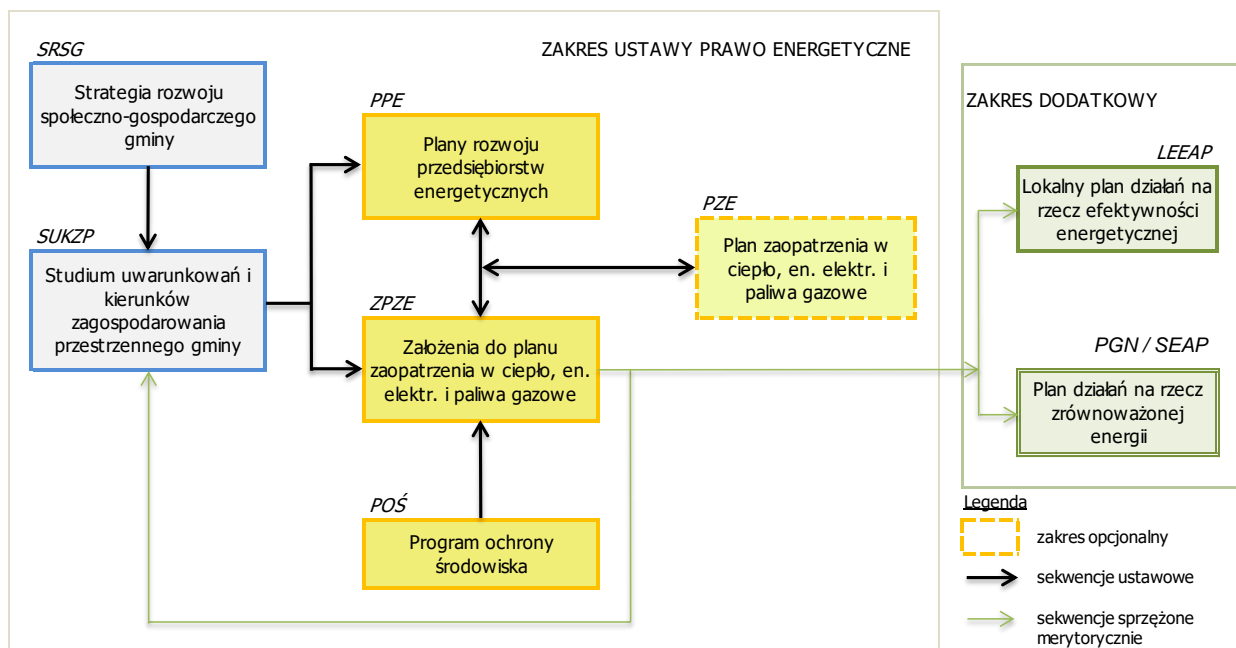 ZAKRES USTAWY PRAWO ENERGETYCZNE
SRSG
Strategia rozwoju
społeczno-gospodarczego
gminy
SUKZP
Studium uwarunkowań i
kierunków
zagospodarowania
przestrzennego gminy
PPE
Plany rozwoju
przedsiębiorstw
energetycznych
PZE
Plan zaopatrzenia w
ciepło, en. elektr. i
paliwa gazowe
ZPZE
Założenia do planu
zaopatrzenia w ciepło, en.
elektr. i paliwa gazowe
POŚ
Program ochrony
środowiska
ZAKRES DODATKOWY
LEEAP
Lokalny plan działań na
rzecz efektywności
energetycznej
PGN / SEAP
Plan działań na rzecz
zrównoważonej
energii
Legenda
zakres opcjonalny
sekwencje ustawowe
sekwencje sprzężone
merytorycznie